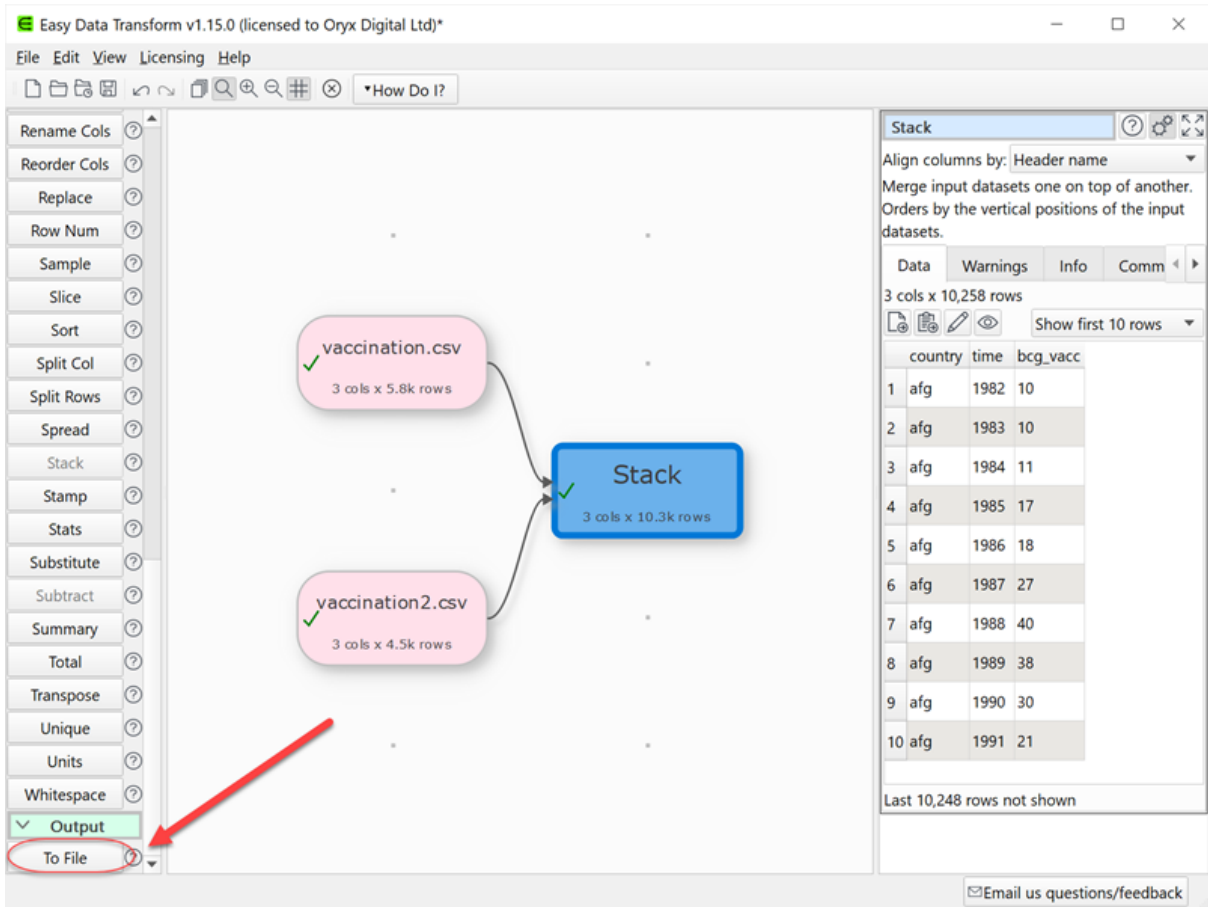 Easy Data Transform v1.15.0 (licensed to Oryx Digital Ltd)*
File Edit View Licensing Help
How Do I?
Rename Cols
Reorder Cols
Replace
Row Num
Sample
Slice
Sort
Split Col
Split Rows
Spread
Stack
Stamp
Stats
Substitute
Subtract
Summary
Total
Transpose
Unique
Units
Whitespace
Output
To File
vaccination.csv
3 cols x 5.8k rows
Stack
3 cols x 10.3k rows
vaccination2.csv
3 cols x 4.5k rows
Stack
Align columns by: Header name
Merge input datasets one on top of another.
Orders by the vertical positions of the input
datasets.
Data Warnings Info Comm
3 cols x 10,258 rows
Show first 10 rows
country time bcg_vacc
1 afg 1982 10
2 afg 1983 10
3 afg 1984 11
4 afg 1985 17
5 afg 1986 18
6 afg 1987 27
7 afg 1988 40
8 afg 1989 38
9 afg 1990 30
10 afg 1991 21
Last 10,248 rows not shown
Email us questions/feedback